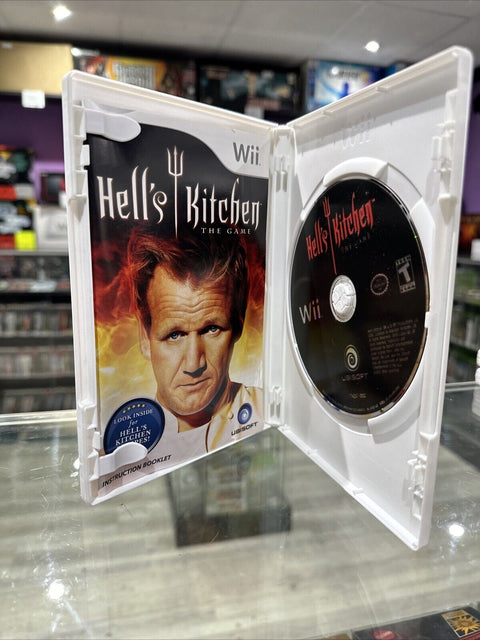 Wii
Hell's Kitchen
THE GAME
LOOK INSIDE
for
HELL'S
KITCHEN
UBISOFT
INSTRUCTION BOOKLET
Hell's Kitchen
THE GAME
Wii
T
UBISOFT